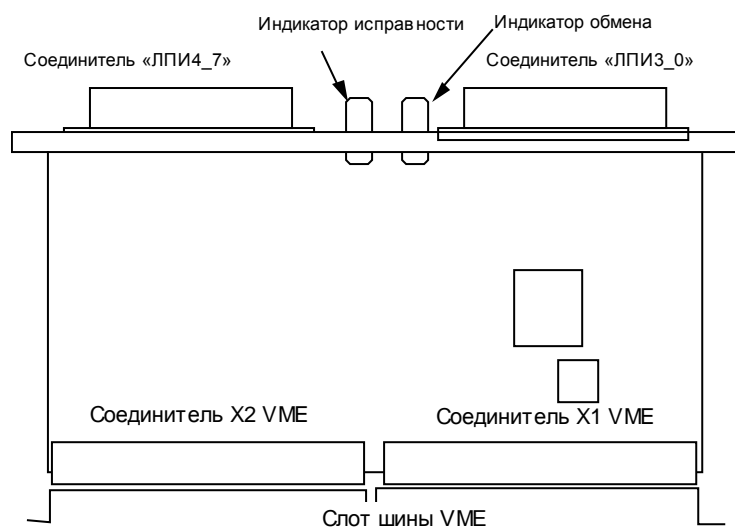 Индикатор исправности
Индикатор обмена
Соединитель «ЛПИ4_7»
Соединитель «ЛПИ3_0»
Соединитель X2 VME
Соединитель X1 VME
Слот шины VME